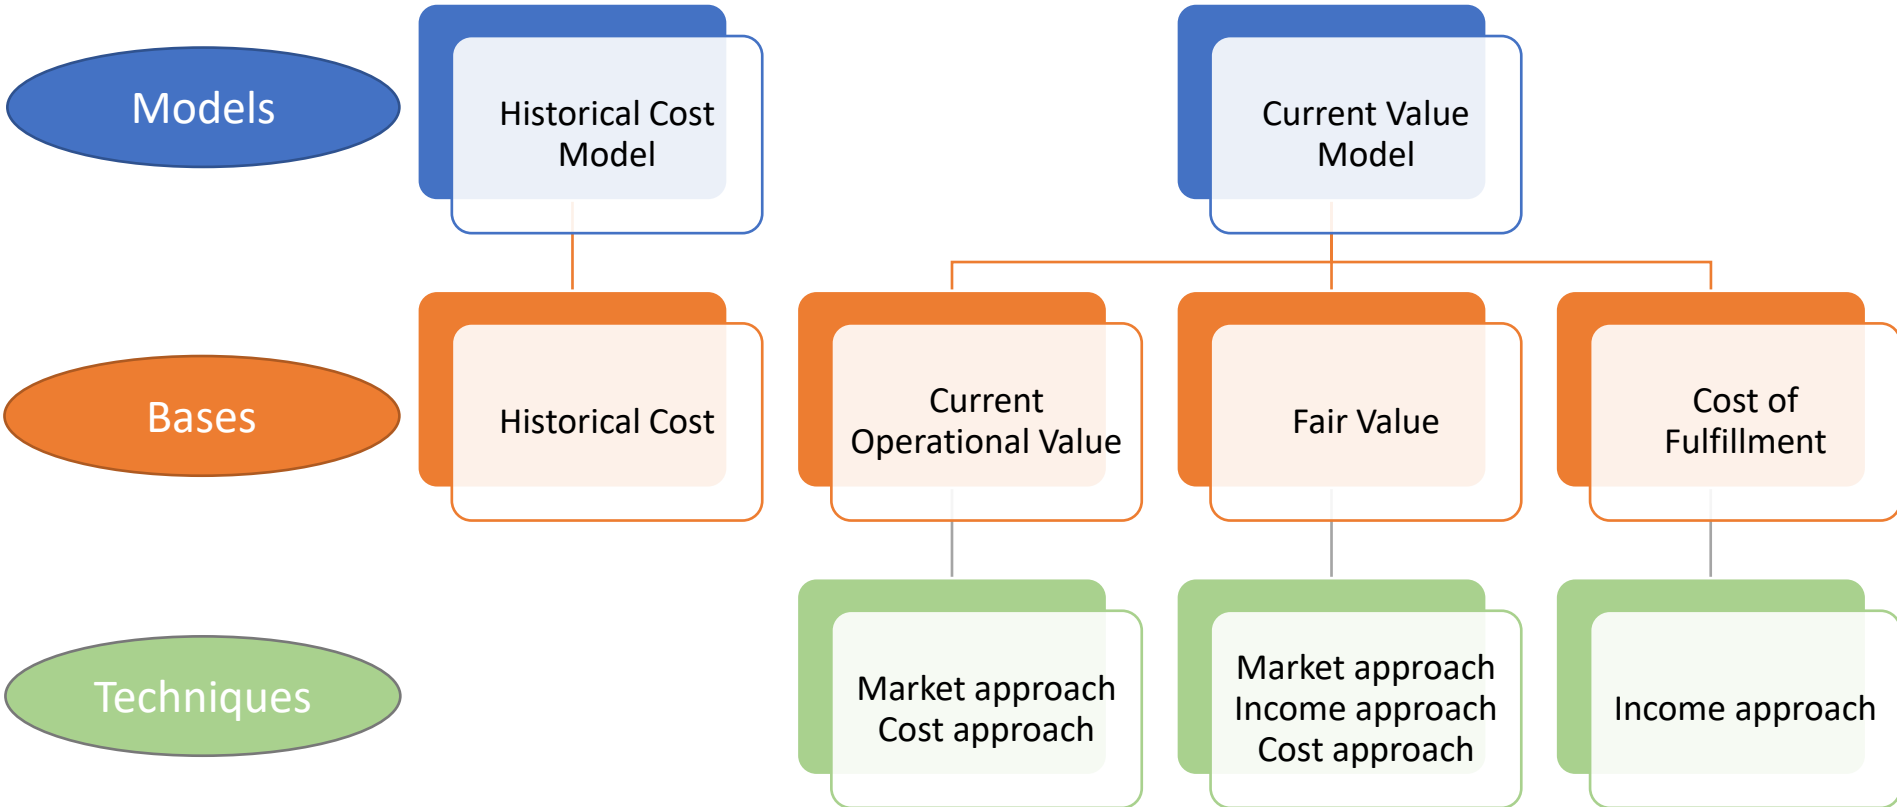 Models
Historical Cost
Model
Current Value
Model
Bases
Historical Cost
Current
Operational Value
Fair Value
Cost of
Fulfillment
Techniques
Market approach
Cost approach
Market approach
Income approach
Cost approach
Income approach